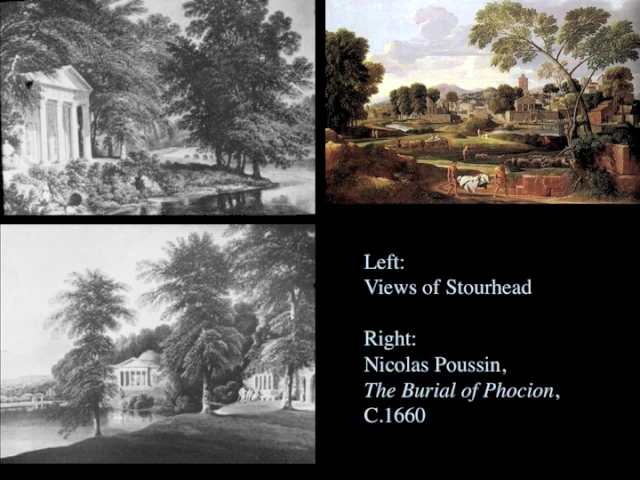 Left:
Views of Stourhead
Right:
Nicolas Poussin,
The Burial of Phocion,
C.1660